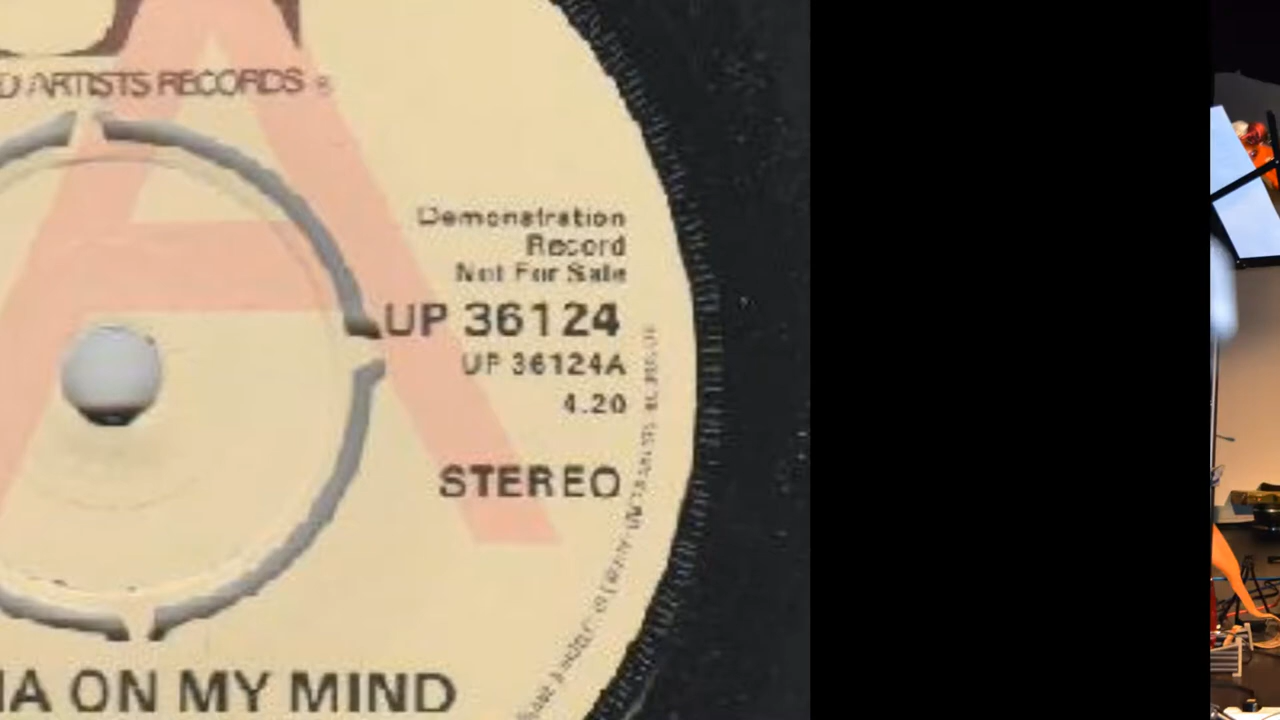 D ARTISTS RECORDS ®
Demonstration
Record
Not For Sale
UP 36124
UP 36124A
4.20
STEREO
IA ON MY MIND